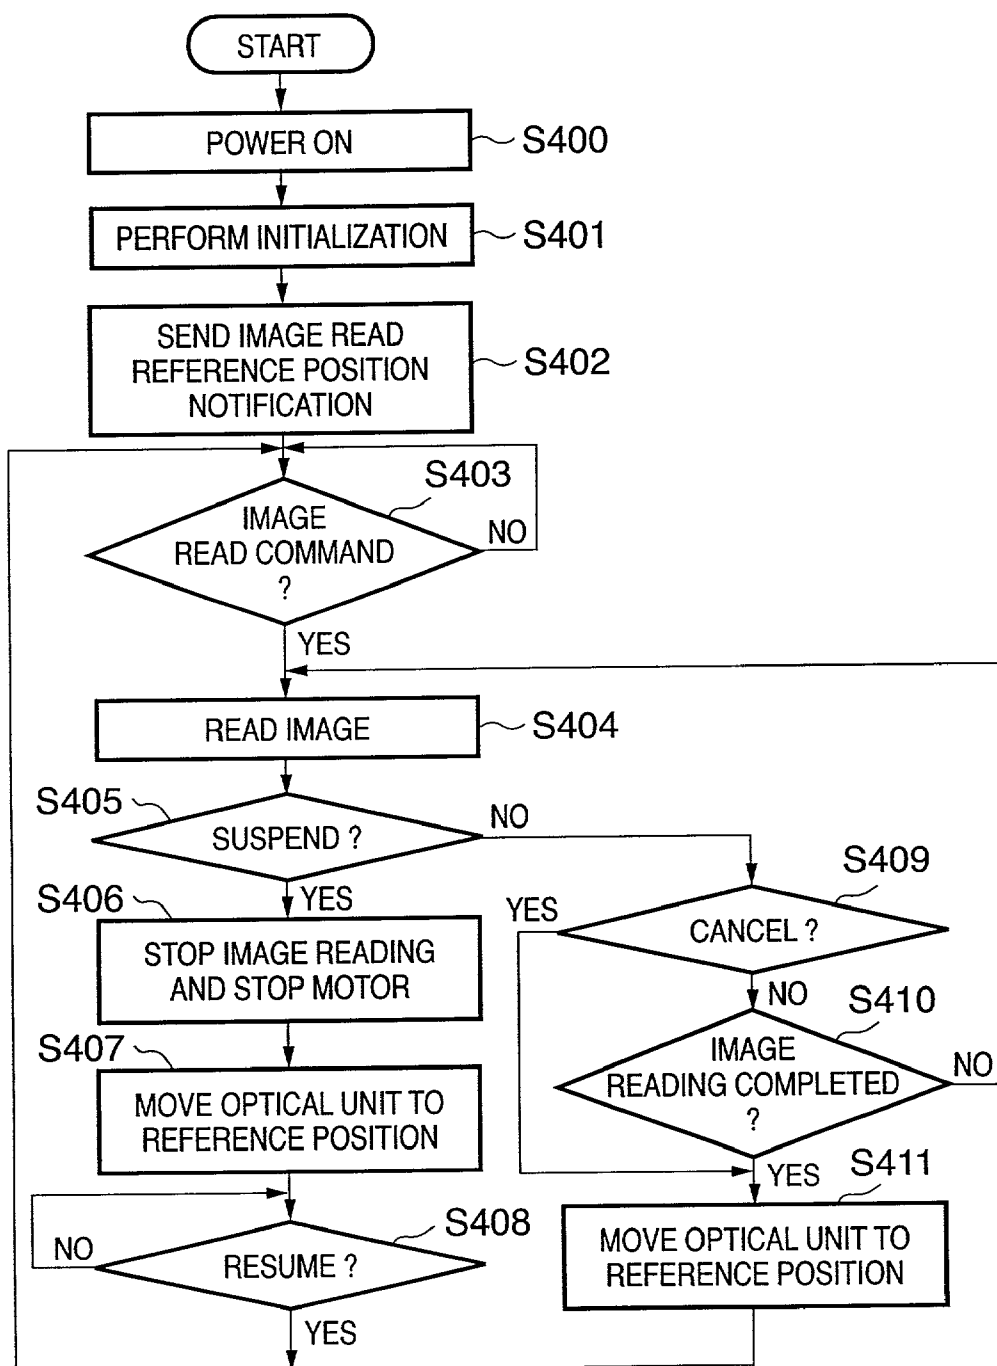 START
POWER ON
S400
PERFORM INITIALIZATION
S401
SEND IMAGE READ
REFERENCE POSITION
NOTIFICATION
S402
S403
IMAGE
READ COMMAND
?
NO
YES
READ IMAGE
S404
S405
SUSPEND ?
NO
YES
S406
STOP IMAGE READING
AND STOP MOTOR
S407
MOVE OPTICAL UNIT TO
REFERENCE POSITION
S408
RESUME ?
NO
YES
S409
CANCEL ?
YES
NO
S410
IMAGE
READING COMPLETED
?
NO
YES
S411
MOVE OPTICAL UNIT TO
REFERENCE POSITION